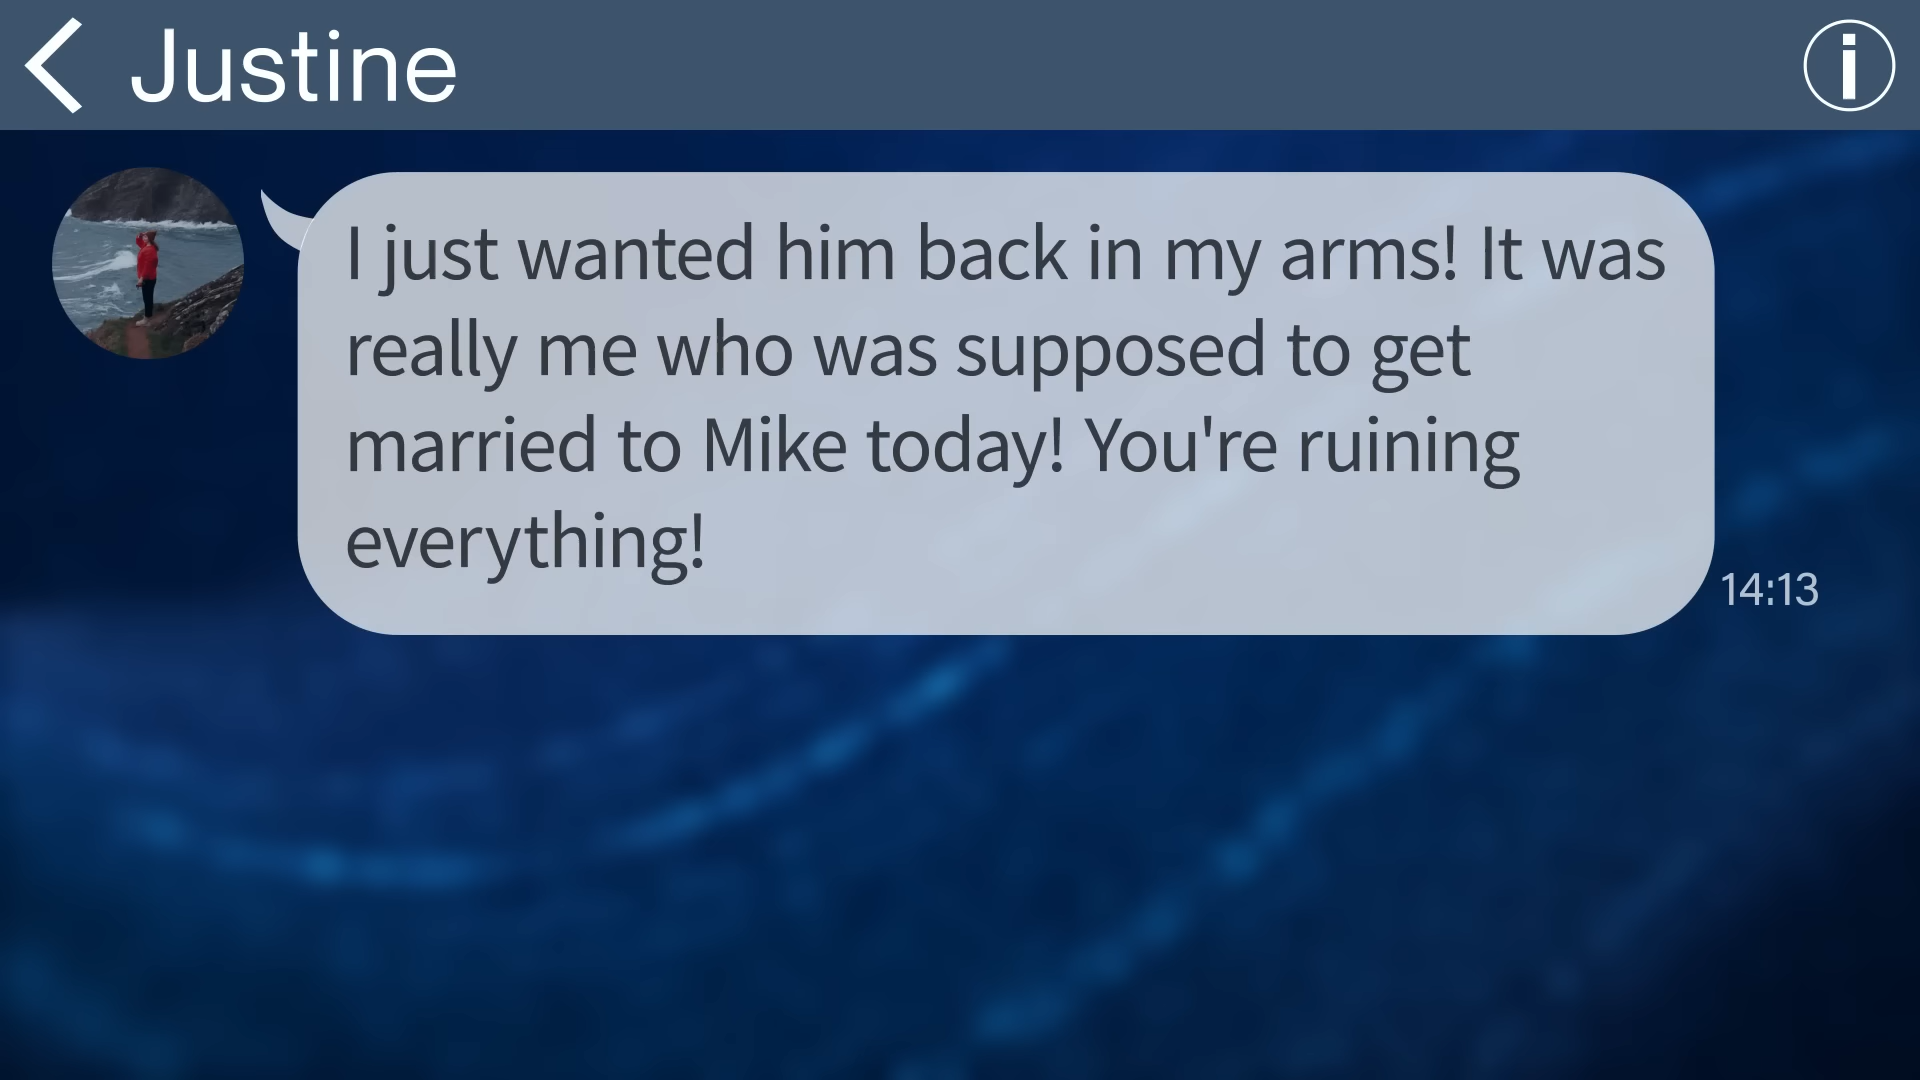 Justine
I just wanted him back in my arms! It was
really me who was supposed to get
married to Mike today! You're ruining
everything!
14:13